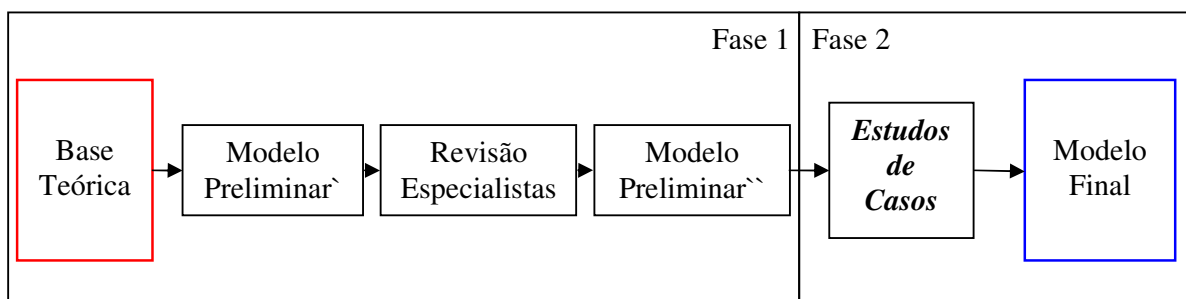 Fase 1
Fase 2
Base
Teórica
Modelo
Preliminar`
Revisão
Especialistas
Modelo
Preliminar``
Estudos
de
Casos
Modelo
Final